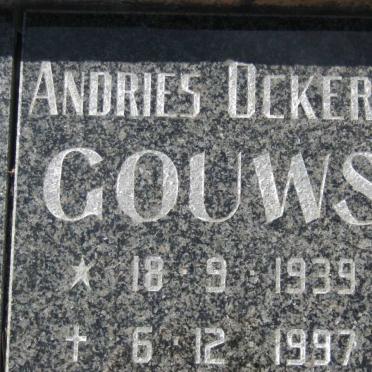 ANDRIES OCKER
GOUWS
★ 18·9·1939
† 6·12·1997